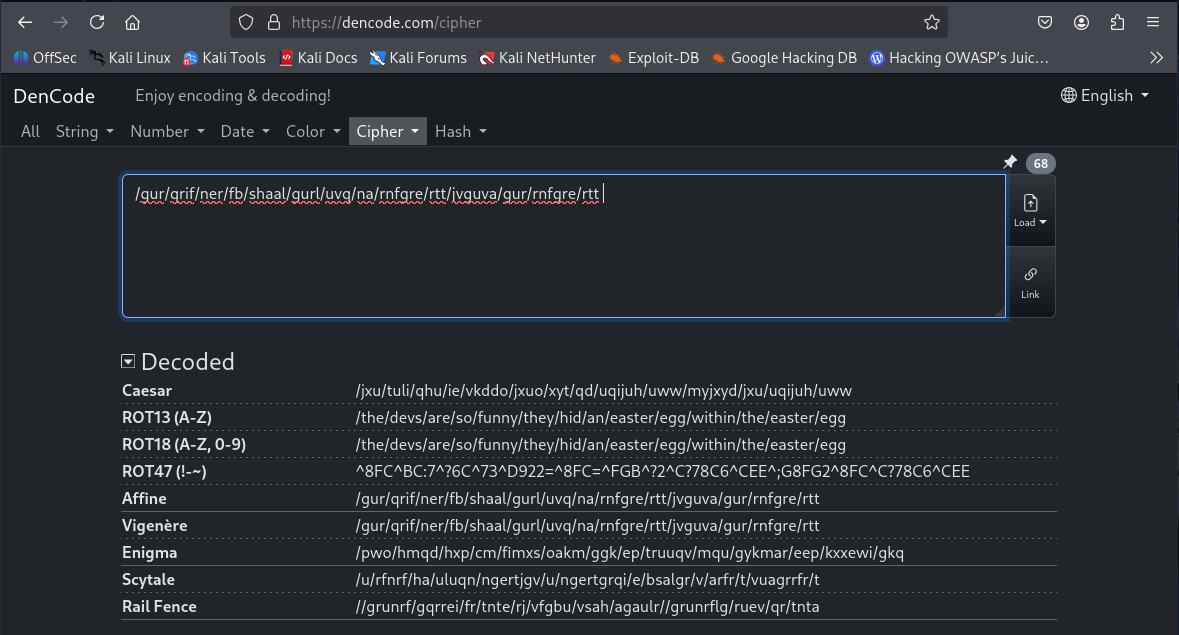 https://dencode.com/cipher
OffSec Kali Linux Kali Tools Kali Docs Kali Forums Kali NetHunter Exploit-DB Google Hacking DB Hacking OWASP's Juic…
DenCode Enjoy encoding & decoding! English
All String Number Date Color Cipher Hash
68
/gur/qrif/ner/fb/shaal/gurl/uvq/na/rnfgre/rtt/jvguva/gur/rnfgre/rtt
Load
Link
Decoded
Caesar /jxu/tuli/qhu/ie/vkddo/jxuo/xyt/qd/uqijuh/uww/myjxyd/jxu/uqijuh/uww
ROT13 (A-Z) /the/devs/are/so/funny/they/hid/an/easter/egg/within/the/easter/egg
ROT18 (A-Z, 0-9) /the/devs/are/so/funny/they/hid/an/easter/egg/within/the/easter/egg
ROT47 (!-~) ^8FC^BC:7^?6C^73^D922=^8FC=^FGB^?2^C?78C6^CEE^;G8FG2^8FC^C?78C6^CEE
Affine /gur/qrif/ner/fb/shaal/gurl/uvq/na/rnfgre/rtt/jvguva/gur/rnfgre/rtt
Vigenère /gur/qrif/ner/fb/shaal/gurl/uvq/na/rnfgre/rtt/jvguva/gur/rnfgre/rtt
Enigma /pwo/hmqd/hxp/cm/fimxs/oakm/ggk/ep/truuqv/mqu/gykmar/eep/kxxewi/gkq
Scytale /u/rfnrf/ha/uluqn/ngertjgv/u/ngertgrqi/e/bsalgr/v/arfr/t/vuagrrfr/t
Rail Fence //grunrf/gqrrei/fr/tnte/rj/vfgbu/vsah/agaulr//grunrflg/ruev/qr/tnta